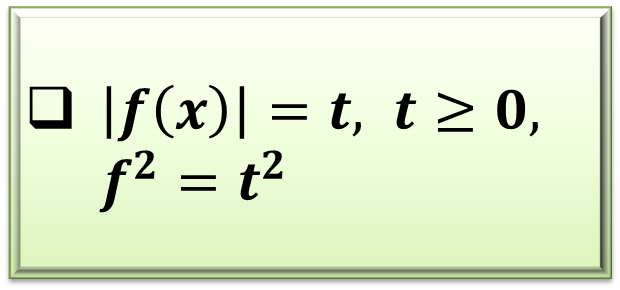 ❑ |f(x)| = t, t ≥ 0,
f² = t²